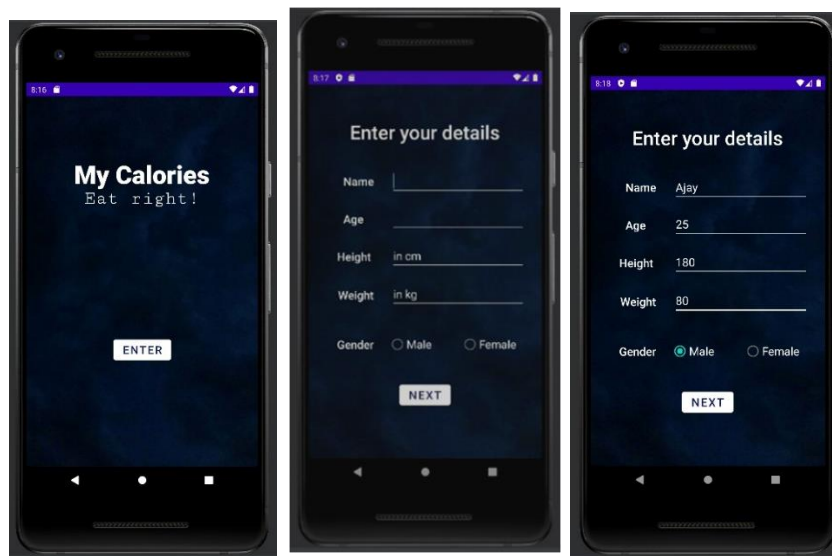 8:16
My Calories
Eat right!
ENTER
8:17
Enter your details
Name
Age
Height in cm
Weight in kg
Gender Male Female
NEXT
8:18
Enter your details
Name Ajay
Age 25
Height 180
Weight 80
Gender Male Female
NEXT